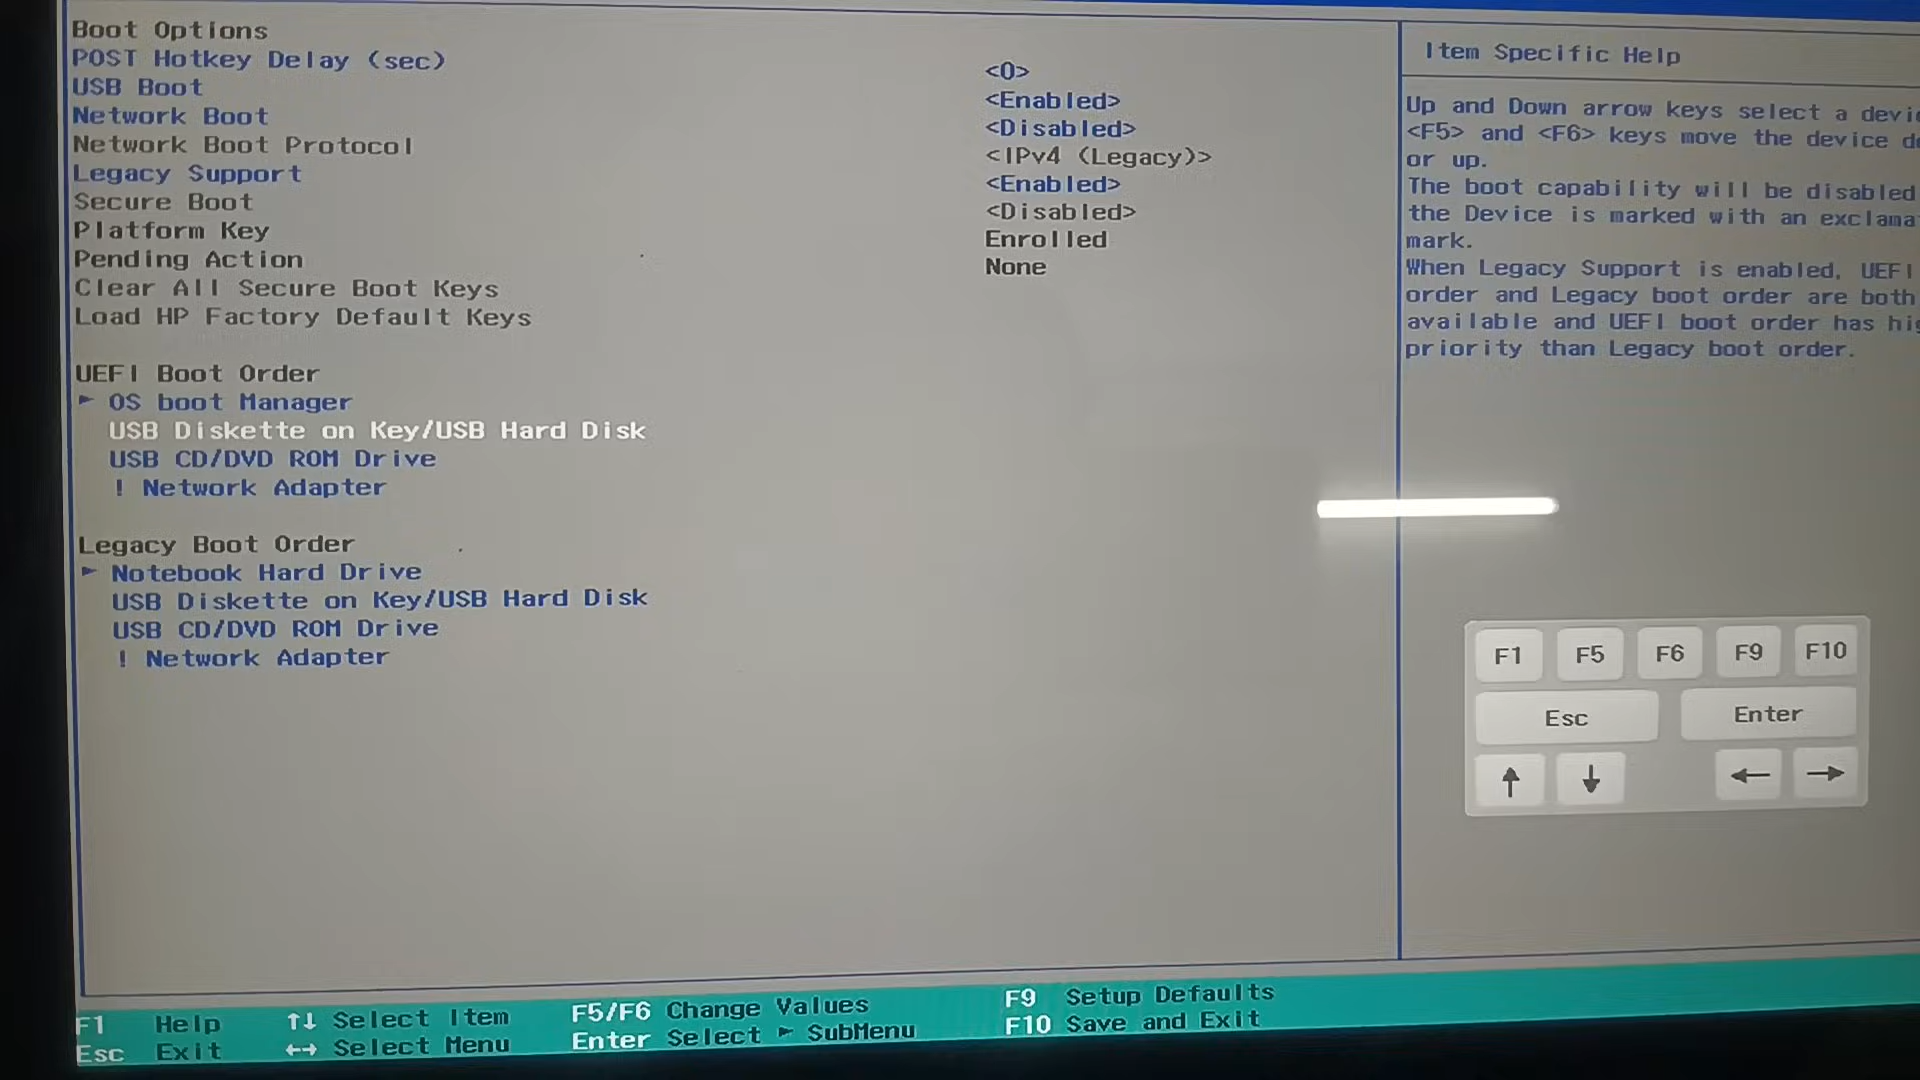 Boot Options
POST Hotkey Delay (sec) <0>
USB Boot <Enabled>
Network Boot <Disabled>
Network Boot Protocol <IPv4 (Legacy)>
Legacy Support <Enabled>
Secure Boot <Disabled>
Platform Key Enrolled
Pending Action None
Clear All Secure Boot Keys
Load HP Factory Default Keys
UEFI Boot Order
► OS boot Manager
USB Diskette on Key/USB Hard Disk
USB CD/DVD ROM Drive
! Network Adapter
Legacy Boot Order
► Notebook Hard Drive
USB Diskette on Key/USB Hard Disk
USB CD/DVD ROM Drive
! Network Adapter
Item Specific Help
Up and Down arrow keys select a
<F5> and <F6> keys move the device
or up.
The boot capability will be disabled
the Device is marked with an
mark.
When Legacy Support is enabled, UEFI
order and Legacy boot order are both
available and UEFI boot order has
priority than Legacy boot order.
F1 F5 F6 F9 F10
Esc Enter
↑ ↓ ← →
F1 Help ↑↓ Select Item F5/F6 Change Values F9 Setup Defaults
Esc Exit ←→ Select Menu Enter Select ► SubMenu F10 Save and Exit